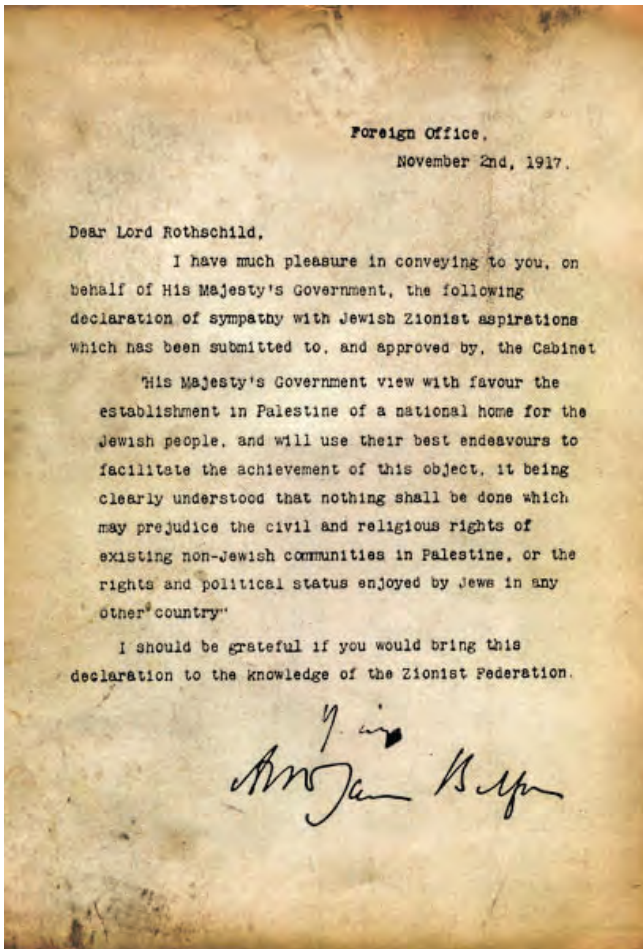 Foreign Office,
November 2nd, 1917.
Dear Lord Rothschild,
I have much pleasure in conveying to you, on
behalf of His Majesty's Government, the following
declaration of sympathy with Jewish Zionist aspirations
which has been submitted to, and approved by, the Cabinet
"His Majesty's Government view with favour the
establishment in Palestine of a national home for the
Jewish people, and will use their best endeavours to
facilitate the achievement of this object, it being
clearly understood that nothing shall be done which
may prejudice the civil and religious rights of
existing non-Jewish communities in Palestine, or the
rights and political status enjoyed by Jews in any
other country"
I should be grateful if you would bring this
declaration to the knowledge of the Zionist Federation.